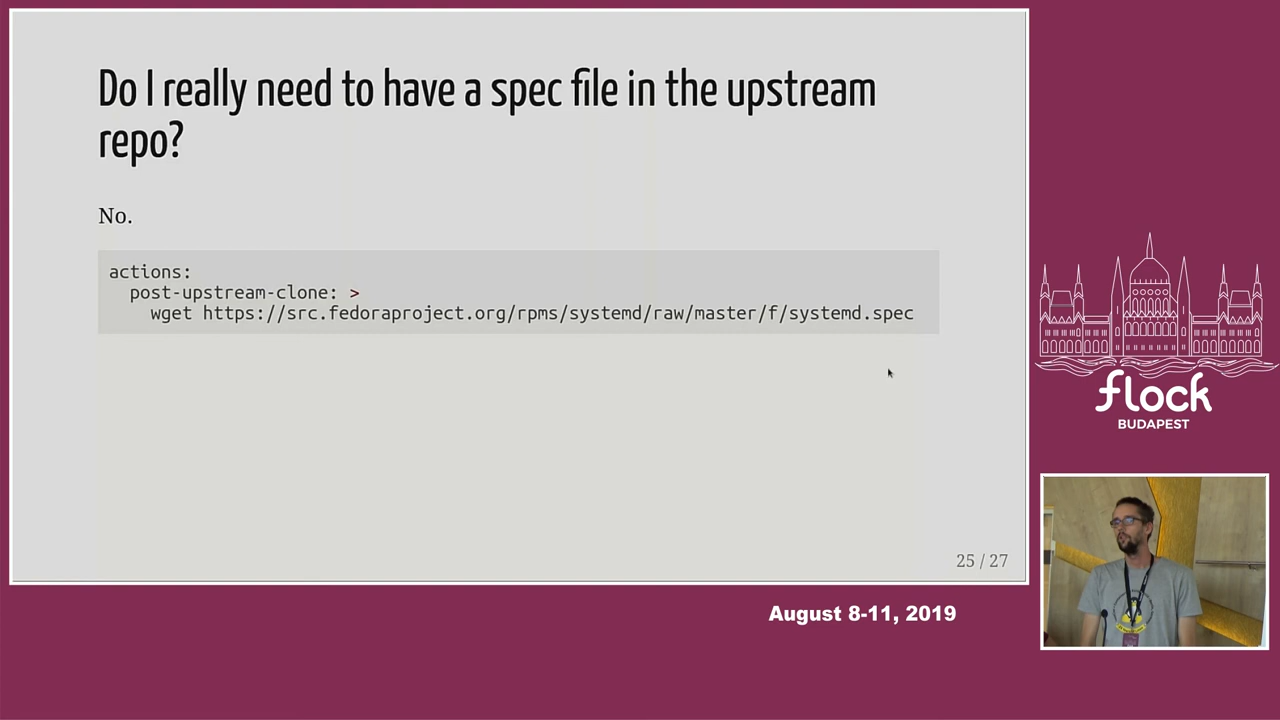 Do I really need to have a spec file in the upstream
repo?
No.
actions:
post-upstream-clone: >
wget https://src.fedoraproject.org/rpms/systemd/raw/master/f/systemd.spec
25 / 27
flock
BUDAPEST
August 8-11, 2019